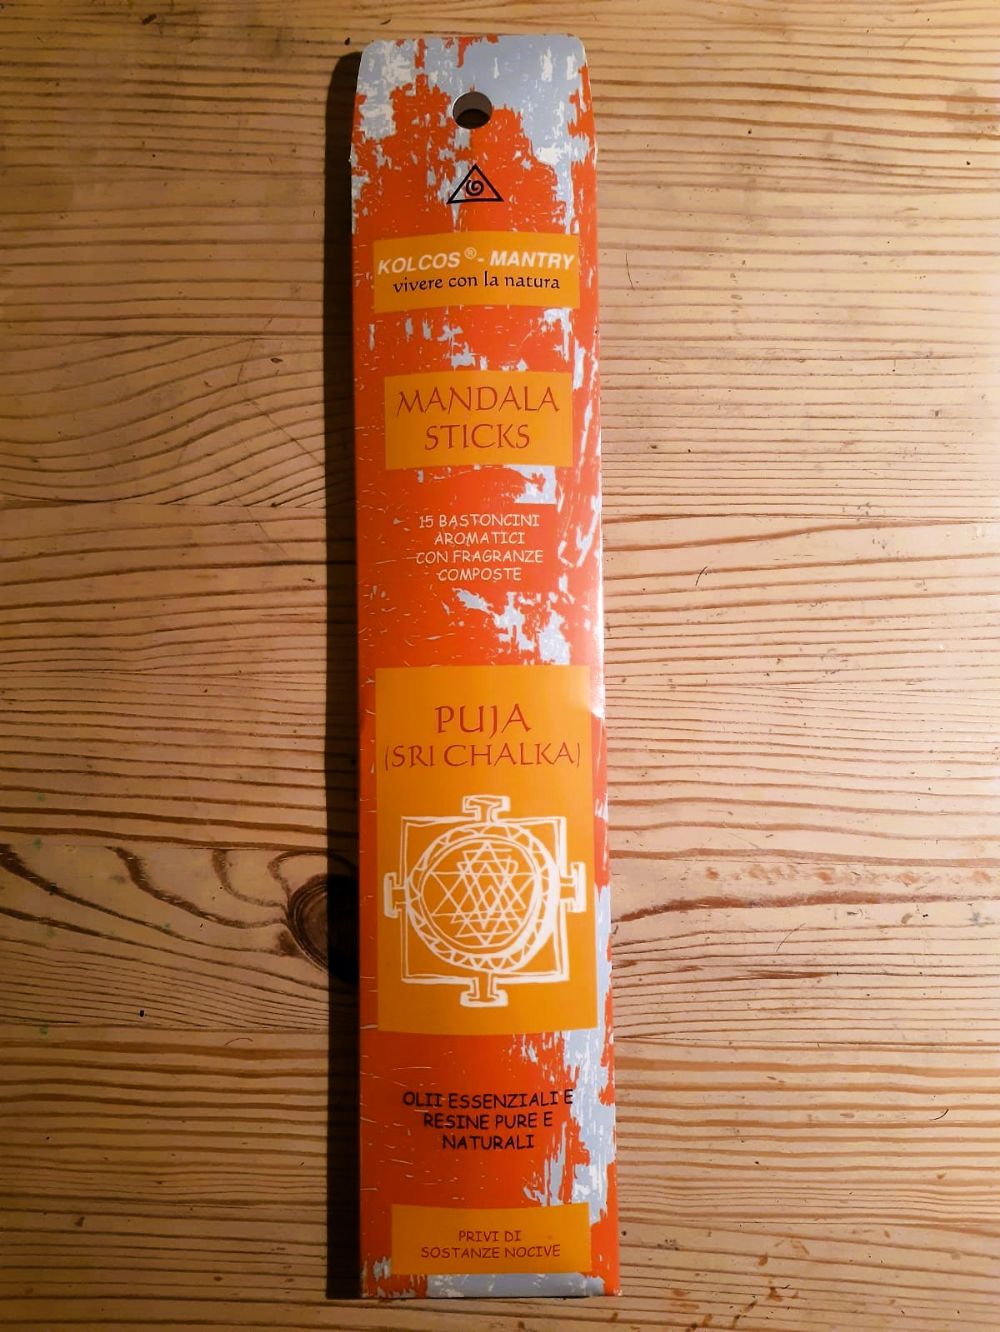 KOLCOS ® - MANTRY
vivere con la natura
MANDALA
STICKS
15 BASTONCINI
AROMATICI
CON FRAGRANZE
COMPOSTE
PUJA
(SRI CHALKA)
OLII ESSENZIALI E
RESINE PURE E
NATURALI
PRIVI DI
SOSTANZE NOCIVE